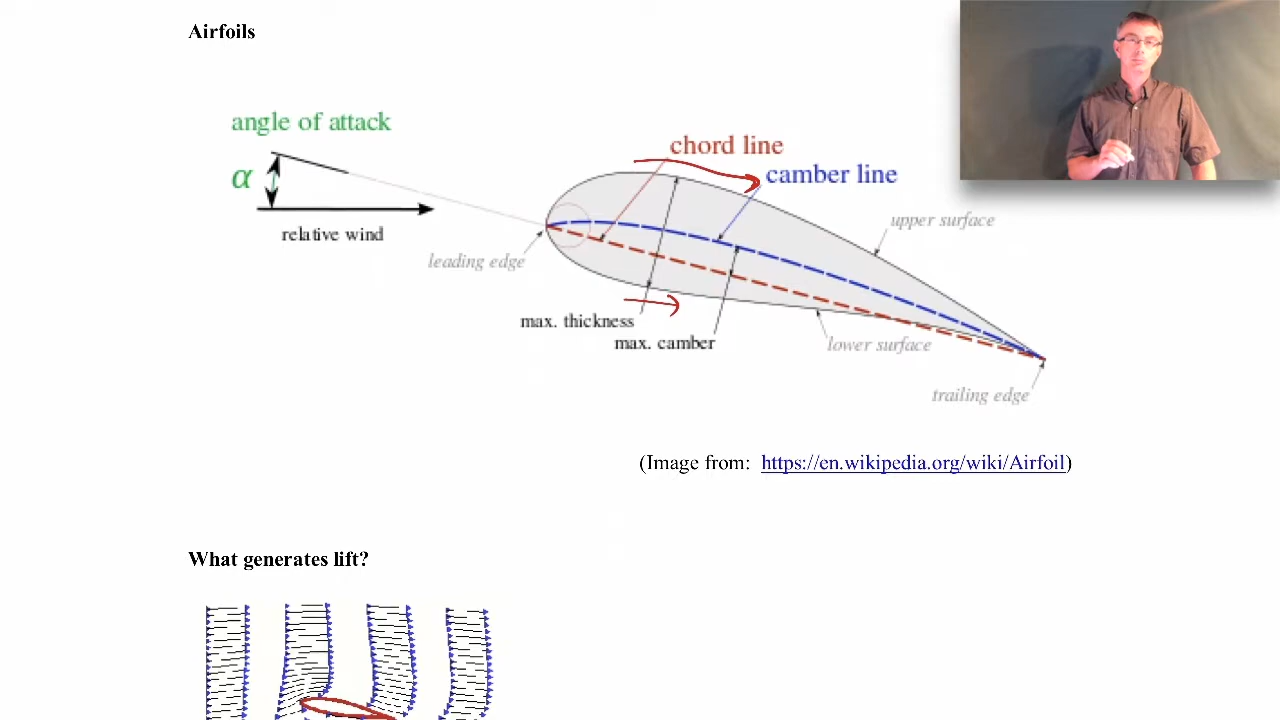 Airfoils
angle of attack
α
relative wind
chord line
camber line
upper surface
leading edge
max. thickness
max. camber
lower surface
trailing edge
(Image from: https://en.wikipedia.org/wiki/Airfoil)
What generates lift?